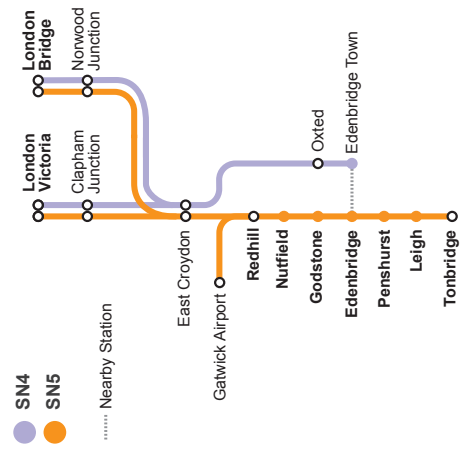 SN4
SN5
Nearby Station
London
Victoria
Clapham
Junction
London
Bridge
Norwood
Junction
East Croydon
Gatwick Airport
Redhill
Nutfield
Godstone
Edenbridge
Penshurst
Leigh
Tonbridge
Oxted
Edenbridge Town